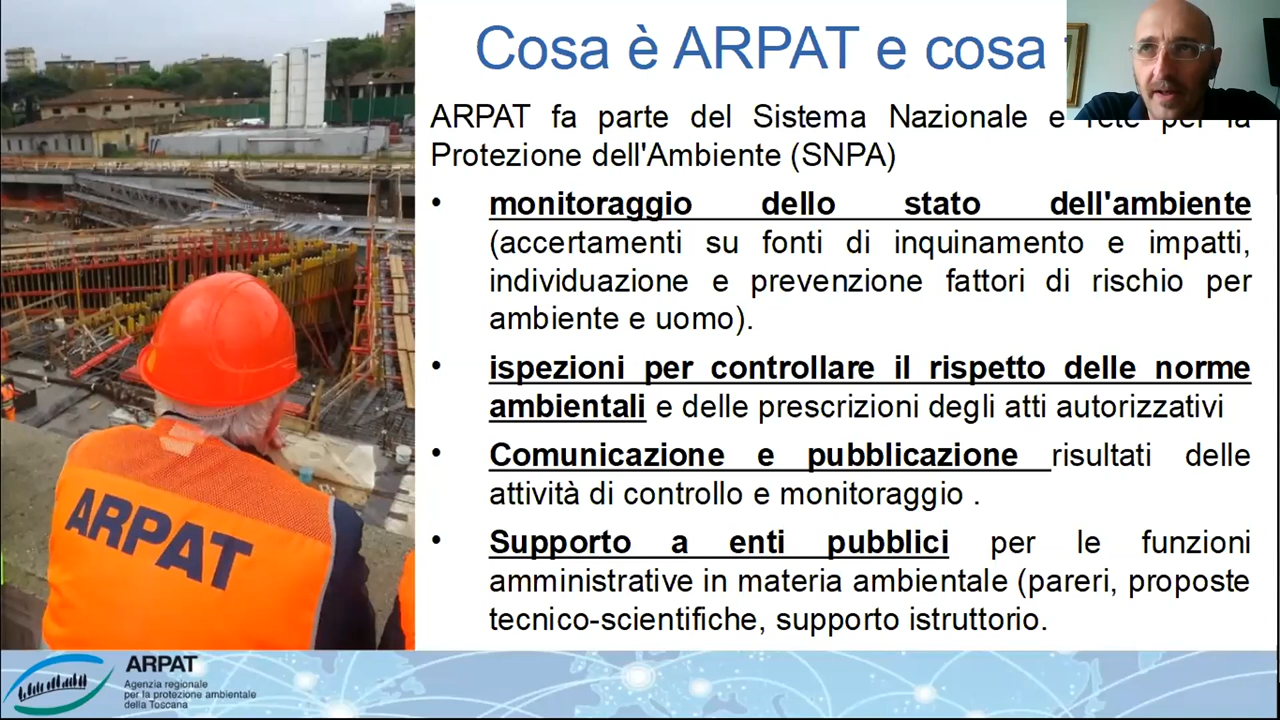 Cosa è ARPAT e cosa
ARPAT fa parte del Sistema Nazionale e rete per la
Protezione dell'Ambiente (SNPA)
• monitoraggio dello stato dell'ambiente
(accertamenti su fonti di inquinamento e impatti,
individuazione e prevenzione fattori di rischio per
ambiente e uomo).
• ispezioni per controllare il rispetto delle norme
ambientali e delle prescrizioni degli atti autorizzativi
• Comunicazione e pubblicazione risultati delle
attività di controllo e monitoraggio .
• Supporto a enti pubblici per le funzioni
amministrative in materia ambientale (pareri, proposte
tecnico-scientifiche, supporto istruttorio.
ARPAT
ARPAT
Agenzia regionale
per la protezione ambientale
della Toscana